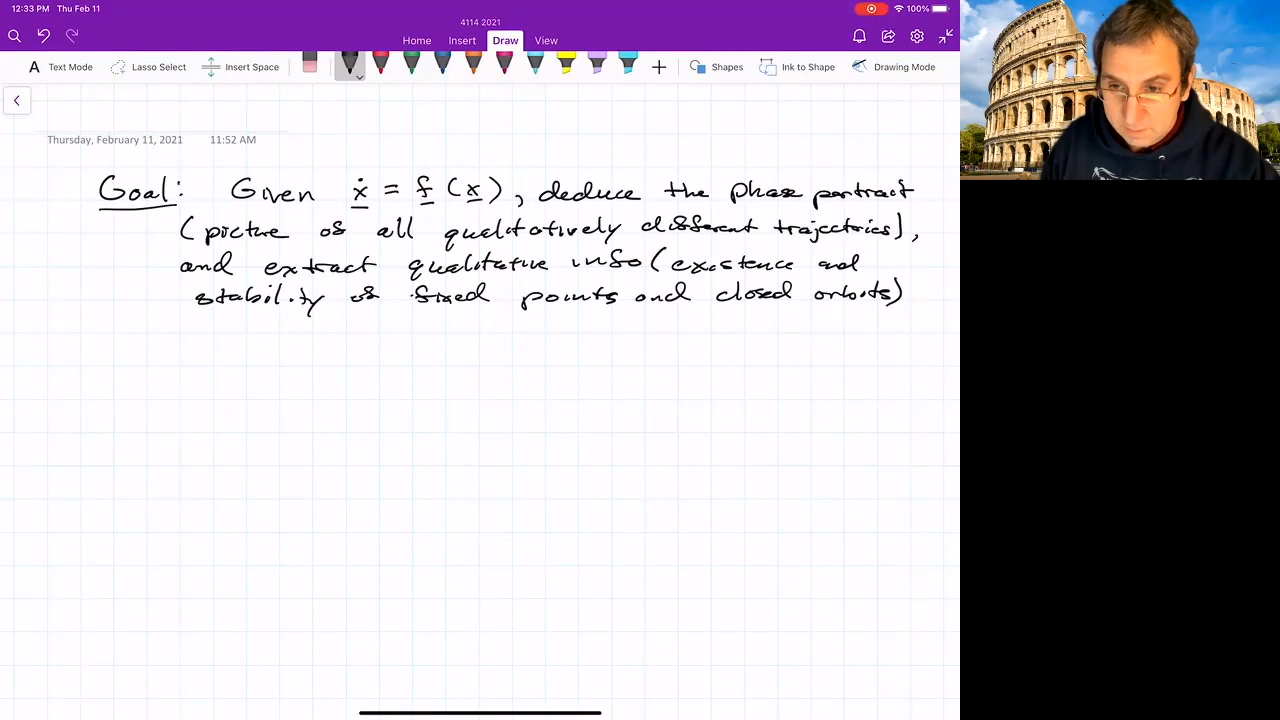 12:33 PM Thu Feb 11
100%
4114 2021
Home Insert Draw View
Text Mode Lasso Select Insert Space Shapes Ink to Shape Drawing Mode
Thursday, February 11, 2021 11:52 AM
Goal: Given ẋ = f (x), deduce the phase portract
(picture of all qualitatively different trajectories),
and extract qualitative info (existence and
stability of fixed points and closed orbits)